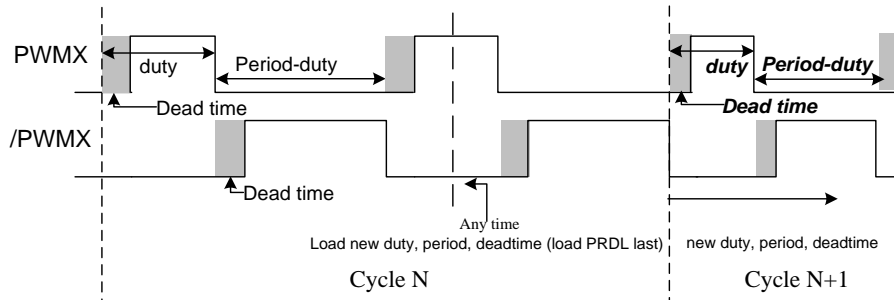 PWMX
duty
Period-duty
duty
Period-duty
Dead time
Dead time
/PWMX
Dead time
Any time
Load new duty, period, deadtime (load PRDL last)
new duty, period, deadtime
Cycle N
Cycle N+1